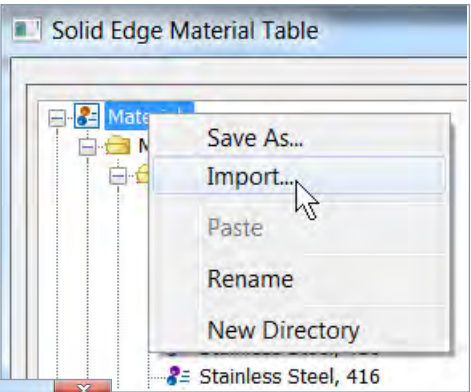 Solid Edge Material Table
Save As...
Import...
Paste
Rename
New Directory
Stainless Steel, 416